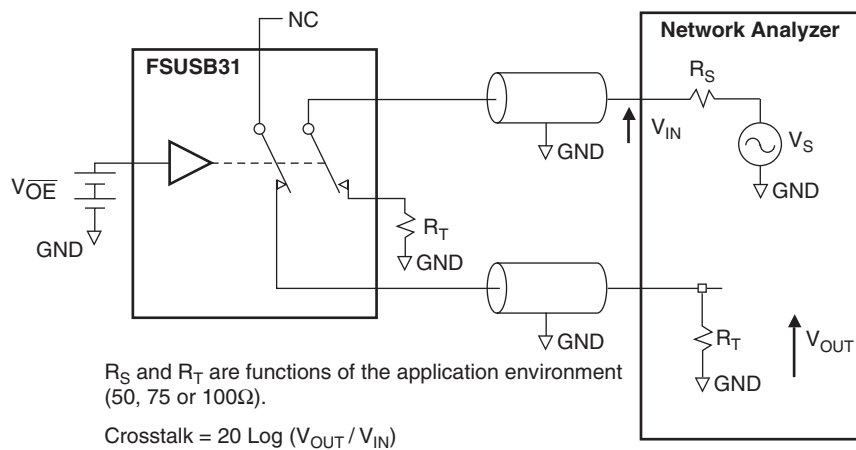 NC
Network Analyzer
FSUSB31
R_S
V_IN
V_S
GND
GND
V_OE
R_T
GND
GND
GND
R_T
V_OUT
GND
R_S and R_T are functions of the application environment
(50, 75 or 100Ω).
Crosstalk = 20 Log (V_OUT / V_IN)